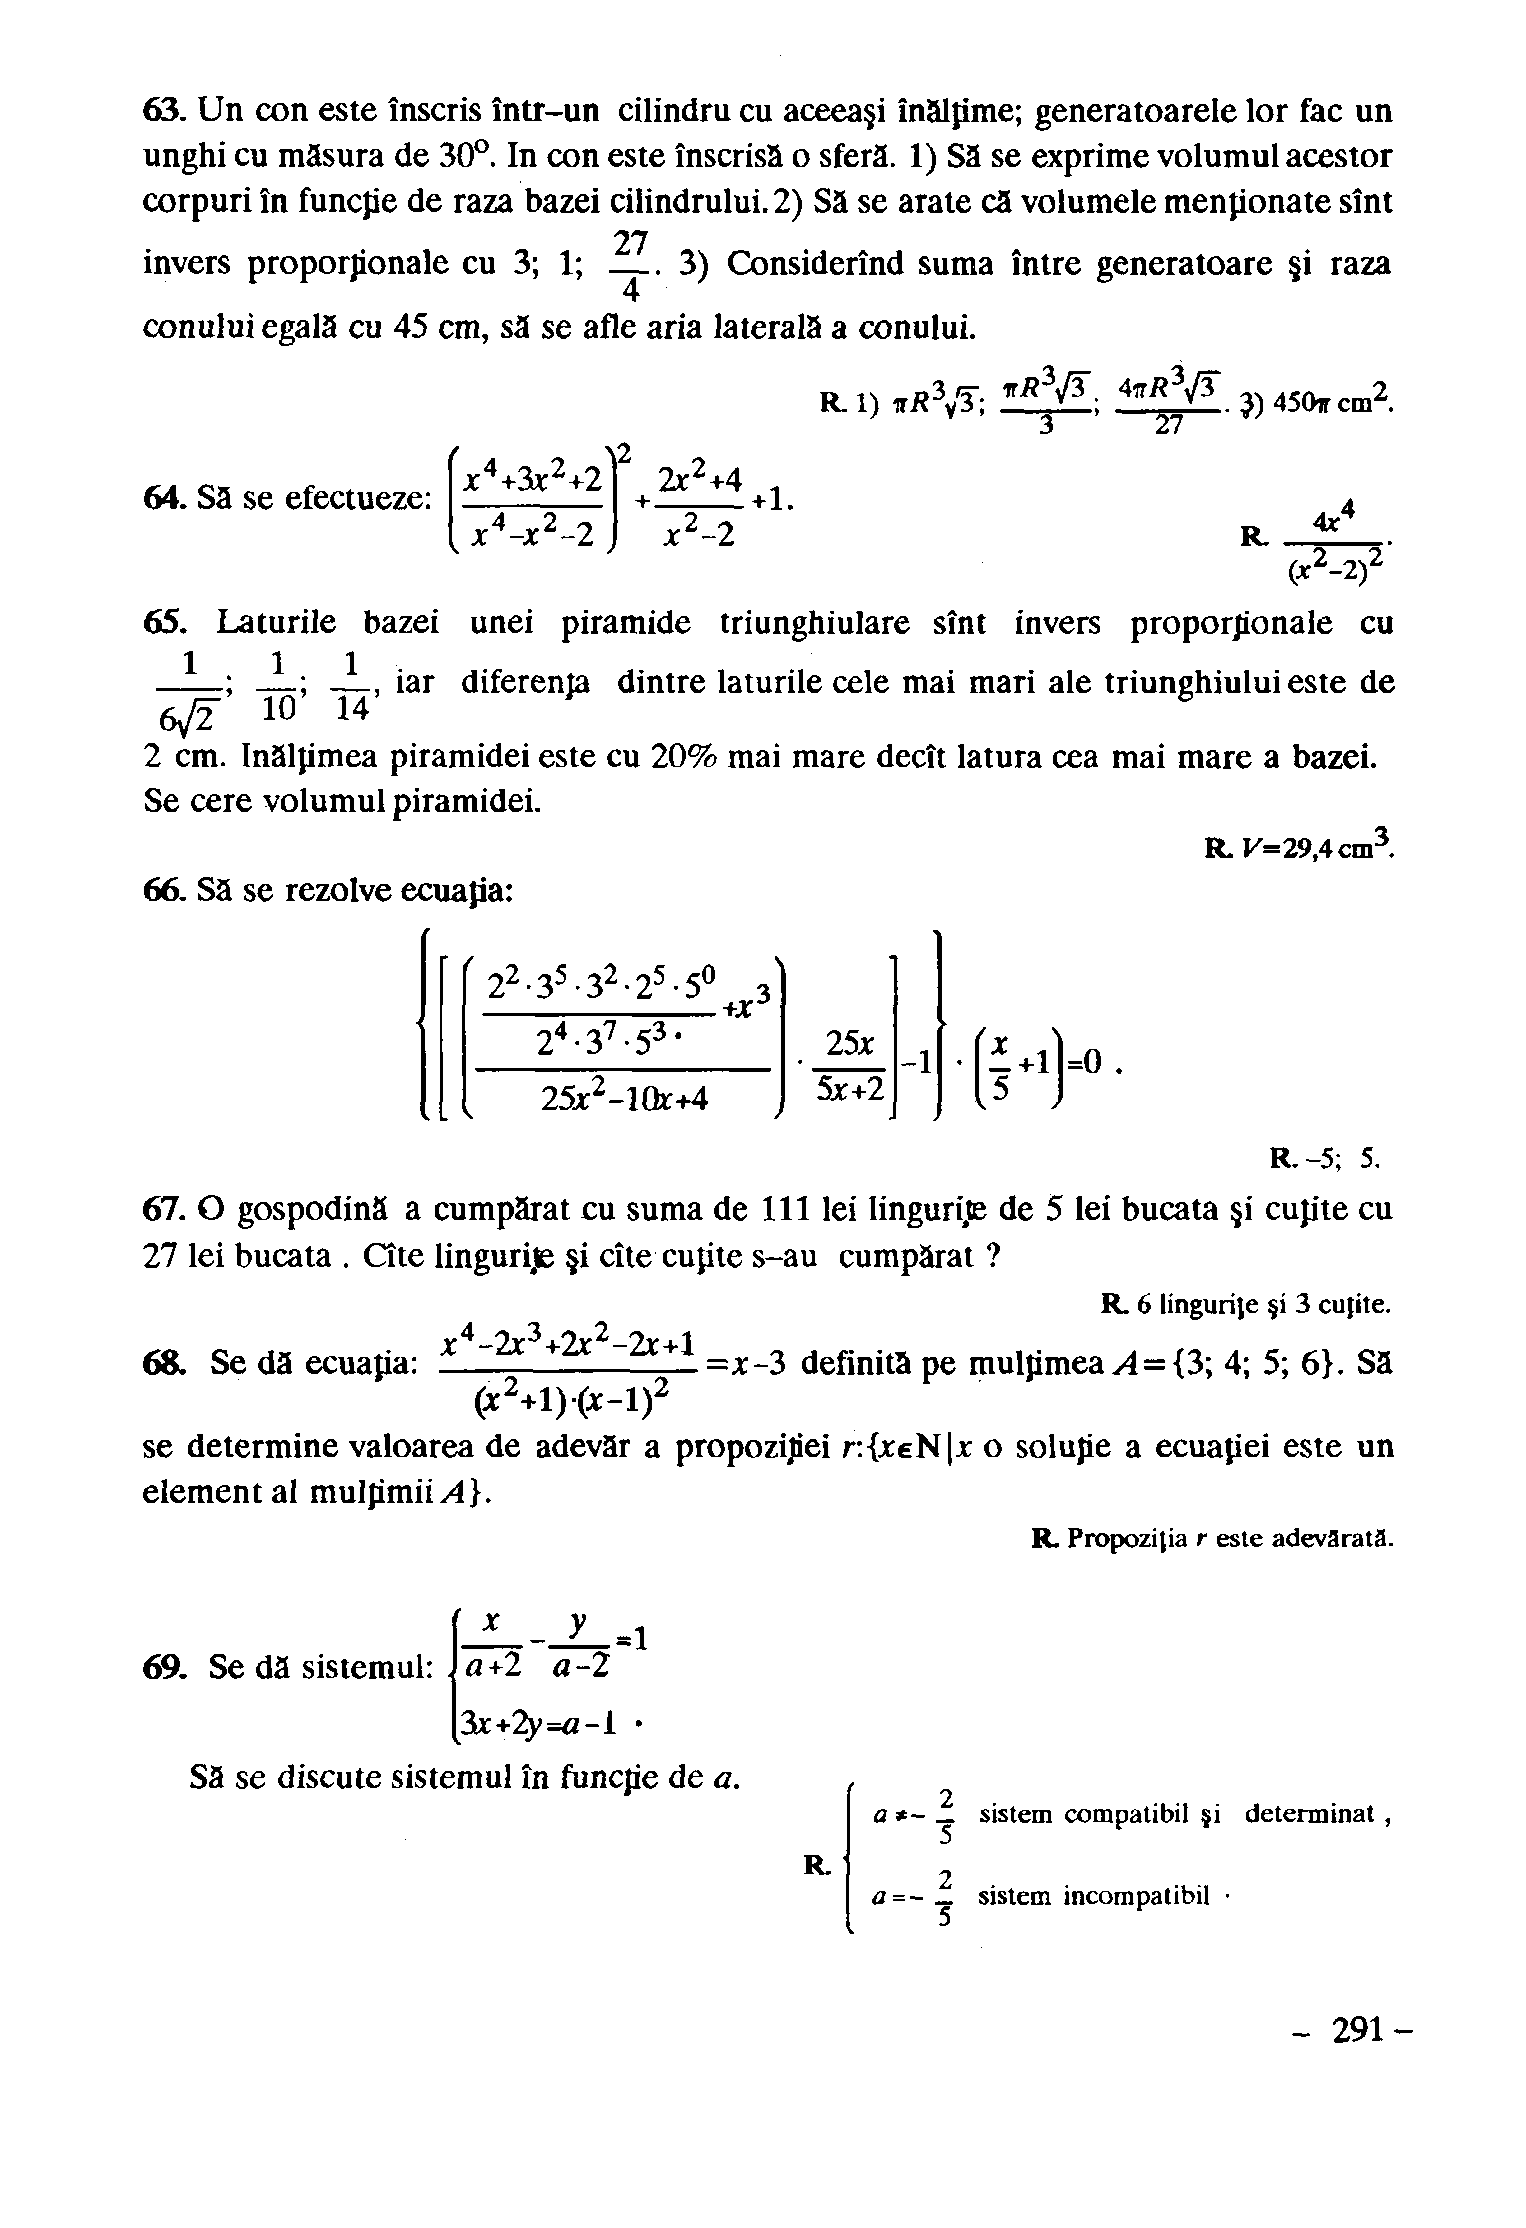 63. Un con este înscris într–un cilindru cu aceeaşi înălţime; generatoarele lor fac un
unghi cu măsura de 30°. In con este înscrisă o sferă. 1) Să se exprime volumul acestor
corpuri în funcţie de raza bazei cilindrului. 2) Să se arate că volumele menţionate sînt
invers proporţionale cu 3; 1; 27/4. 3) Considerînd suma între generatoare şi raza
conului egală cu 45 cm, să se afle aria laterală a conului.
R. 1) πR³√3; πR³√3/3; 4πR³√3/27. 3) 450π cm².
64. Să se efectueze: ((x⁴+3x²+2)/(x⁴-x²-2))² + (2x²+4)/(x²-2) +1.
R. 4x⁴/(x²-2)².
65. Laturile bazei unei piramide triunghiulare sînt invers proporţionale cu
1/(6√2); 1/10; 1/14, iar diferenţa dintre laturile cele mai mari ale triunghiului este de
2 cm. Inălţimea piramidei este cu 20% mai mare decît latura cea mai mare a bazei.
Se cere volumul piramidei.
R. V=29,4 cm³.
66. Să se rezolve ecuaţia:
{[(((2²·3⁵·3²·2⁵·5⁰)/(2⁴·3⁷·5³·)+x³)/(25x²-10x+4)) · 25x/(5x+2)]-1} · (x/5+1)=0 .
R. -5; 5.
67. O gospodină a cumpărat cu suma de 111 lei linguriţe de 5 lei bucata şi cuţite cu
27 lei bucata . Cîte linguriţe şi cîte cuţite s–au cumpărat ?
R. 6 linguriţe şi 3 cuţite.
68. Se dă ecuaţia: (x⁴-2x³+2x²-2x+1)/((x²+1)·(x-1)²) =x-3 definită pe mulţimea A={3; 4; 5; 6}. Să
se determine valoarea de adevăr a propoziţiei r:{xєN|x o soluţie a ecuaţiei este un
element al mulţimii A}.
R. Propoziţia r este adevărată.
69. Se dă sistemul: { x/(a+2) - y/(a-2) =1
3x+2y=a-1 ·
Să se discute sistemul în funcţie de a.
R. { a ≠ - 2/5 sistem compatibil şi determinat ,
a = - 2/5 sistem incompatibil ·
– 291 –